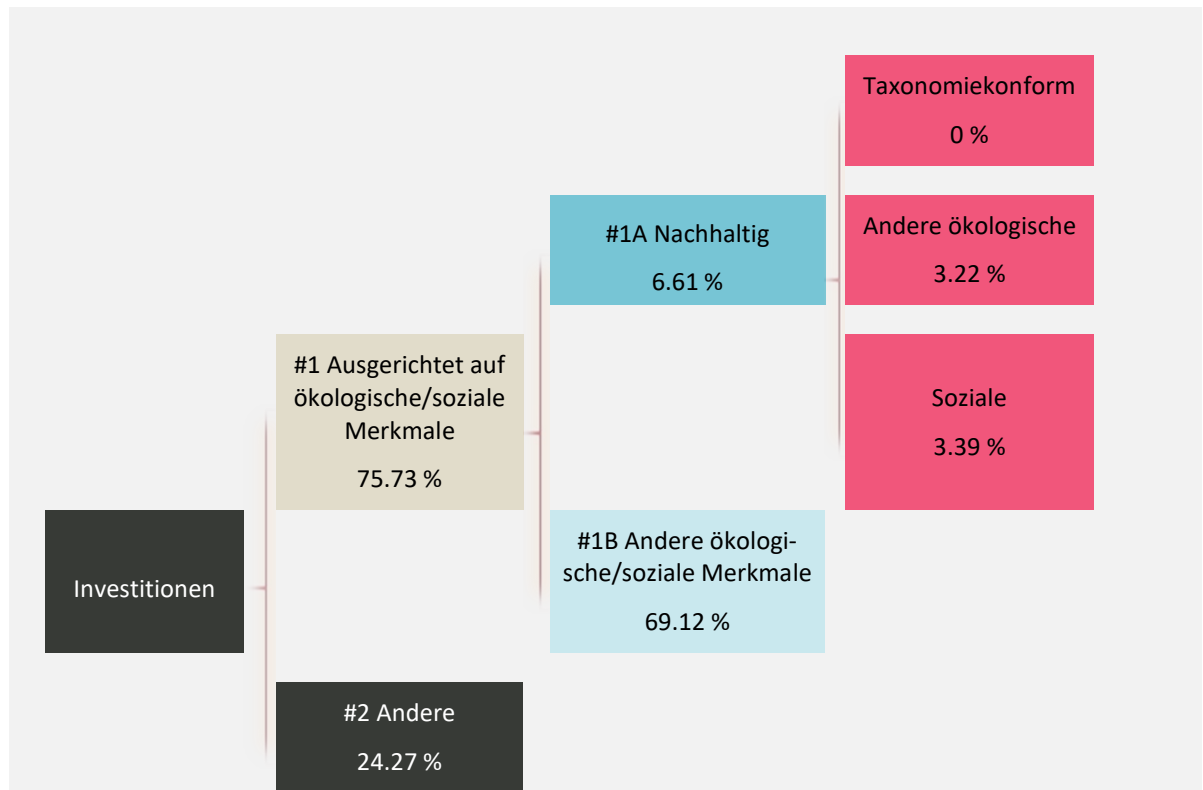 Taxonomiekonform
0 %
#1A Nachhaltig
6.61 %
Andere ökologische
3.22 %
#1 Ausgerichtet auf
ökologische/soziale
Merkmale
75.73 %
Soziale
3.39 %
Investitionen
#1B Andere ökologi-
sche/soziale Merkmale
69.12 %
#2 Andere
24.27 %